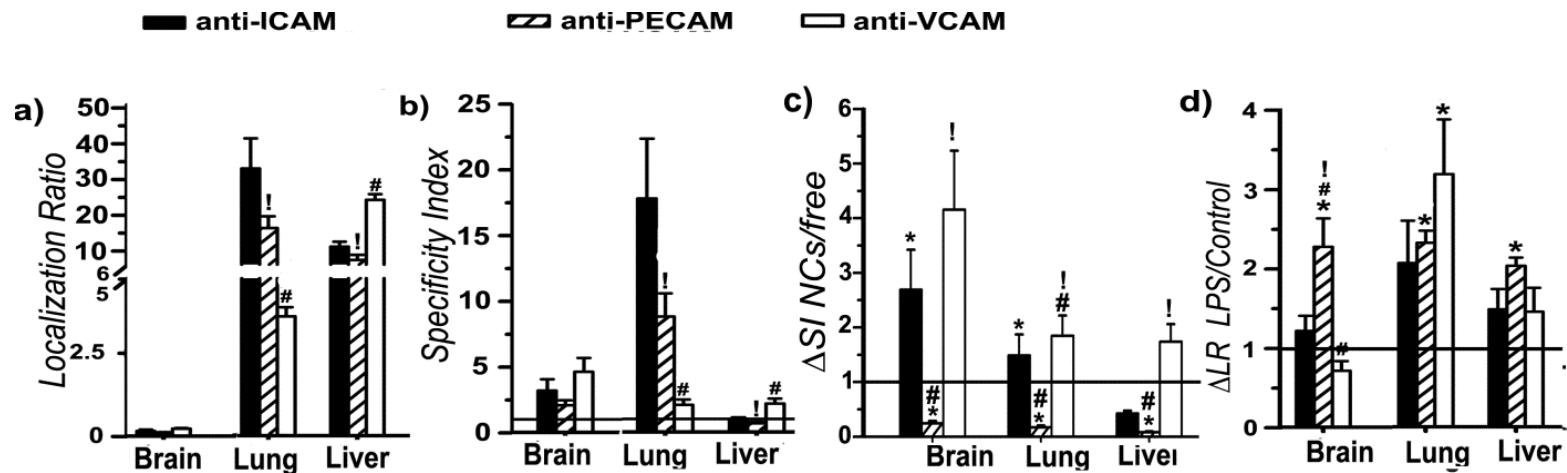 anti-ICAM anti-PECAM anti-VCAM
a)
Localization Ratio
50
40
30
20
10
6
5
2.5
0
! # ! #
Brain Lung Liver
b)
Specificity Index
25
20
15
10
5
0
! # ! #
Brain Lung Liver
c)
ΔSI NCs/free
6
5
4
3
2
1
0
* # * !
* # * ! #
# * !
Brain Lung Liver
d)
ΔLR LPS/Control
4
3
2
1
0
! # * #
* *
*
Brain Lung Liver